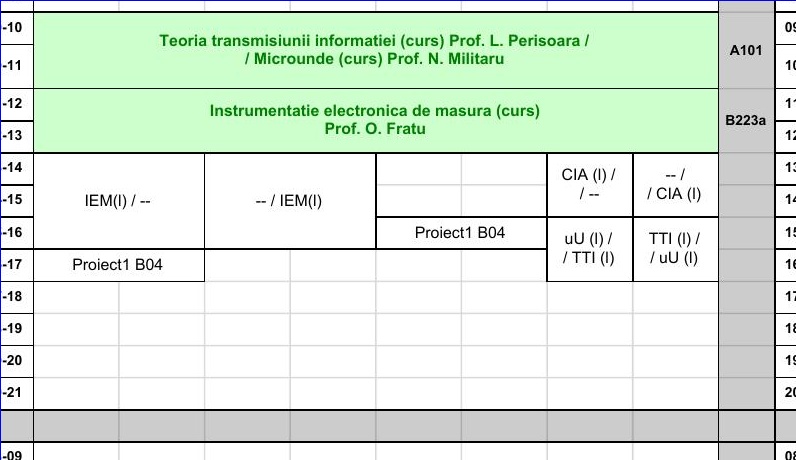 -10
09
Teoria transmisiunii informatiei (curs) Prof. L. Perisoara /
/ Microunde (curs) Prof. N. Militaru
A101
-11
10
-12
11
Instrumentatie electronica de masura (curs)
Prof. O. Fratu
B223a
-13
12
-14
13
CIA (l) /
/ --
-- /
/ CIA (l)
-15
14
IEM(l) / --
-- / IEM(l)
-16
15
Proiect1 B04
uU (l) /
/ TTI (l)
TTI (l) /
/ uU (l)
-17
16
Proiect1 B04
-18
17
-19
18
-20
19
-21
20
-09
08